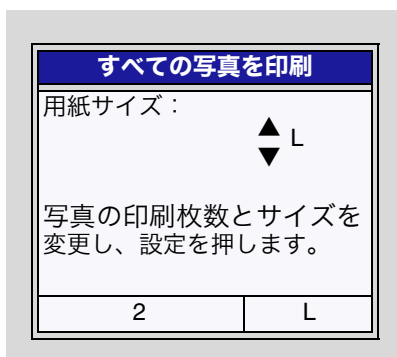 すべての写真を印刷
用紙サイズ：
▲
▼ L
写真の印刷枚数とサイズを
変更し、設定を押します。
2 L